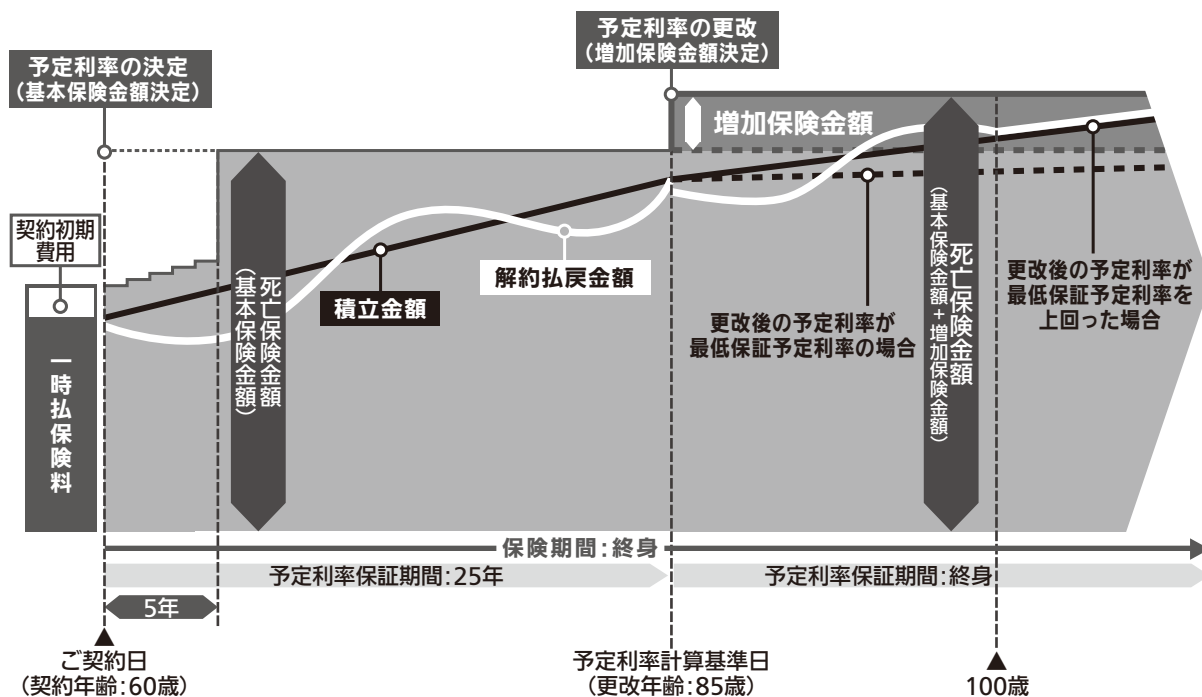 予定利率の更改
（増加保険金額決定）
予定利率の決定
（基本保険金額決定）
増加保険金額
契約初期
費用
一時払保険料
死亡保険金額
（基本保険金額）
積立金額
解約払戻金額
更改後の予定利率が
最低保証予定利率の場合
死亡保険金額
（基本保険金額＋増加保険金額）
更改後の予定利率が
最低保証予定利率を
上回った場合
保険期間：終身
予定利率保証期間：25年
予定利率保証期間：終身
5年
ご契約日
（契約年齢：60歳）
予定利率計算基準日
（更改年齢：85歳）
100歳